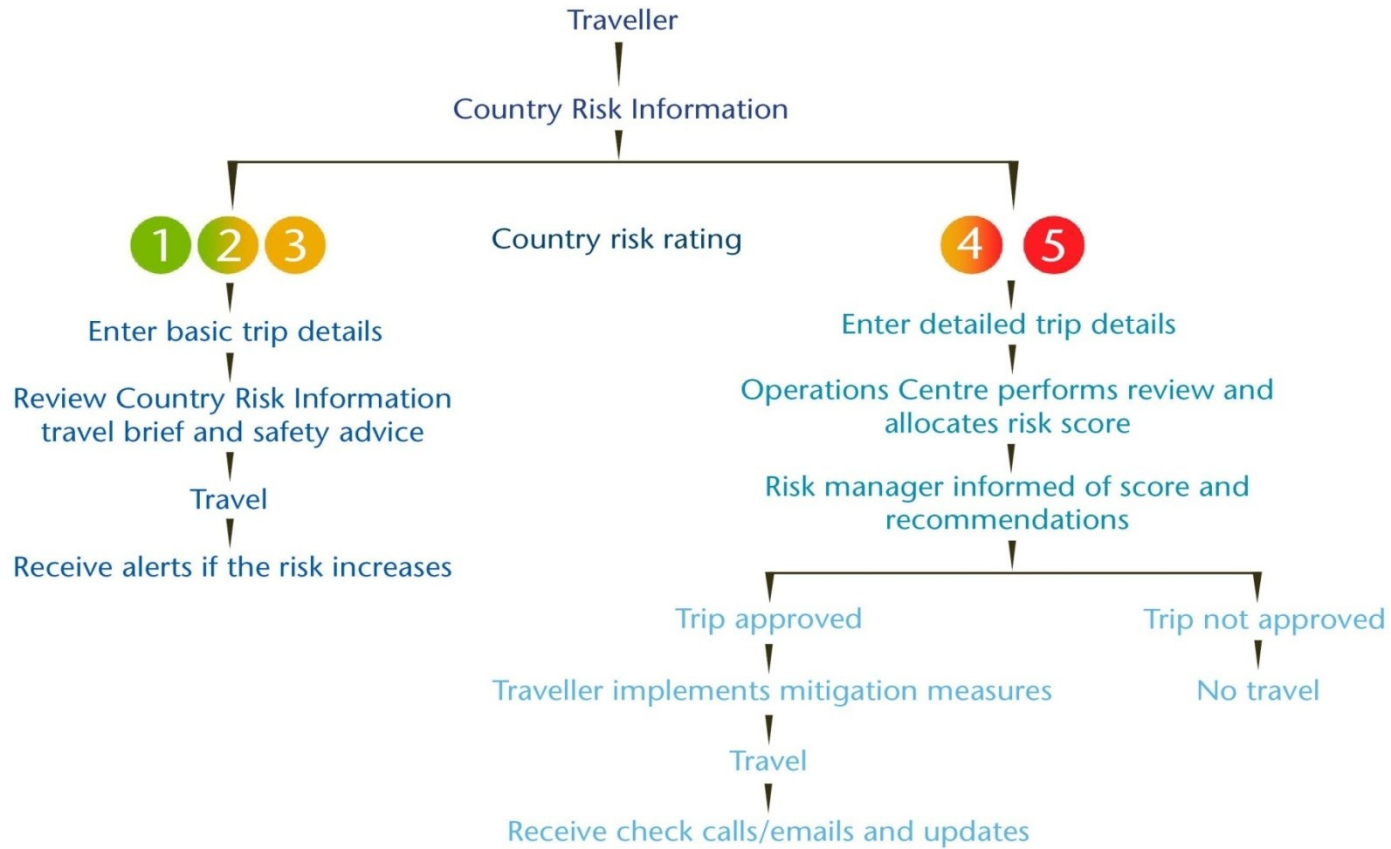 Traveller
Country Risk Information
1 2 3
Country risk rating
4 5
Enter basic trip details
Review Country Risk Information
travel brief and safety advice
Travel
Receive alerts if the risk increases
Enter detailed trip details
Operations Centre performs review and
allocates risk score
Risk manager informed of score and
recommendations
Trip approved
Traveller implements mitigation measures
Travel
Receive check calls/emails and updates
Trip not approved
No travel